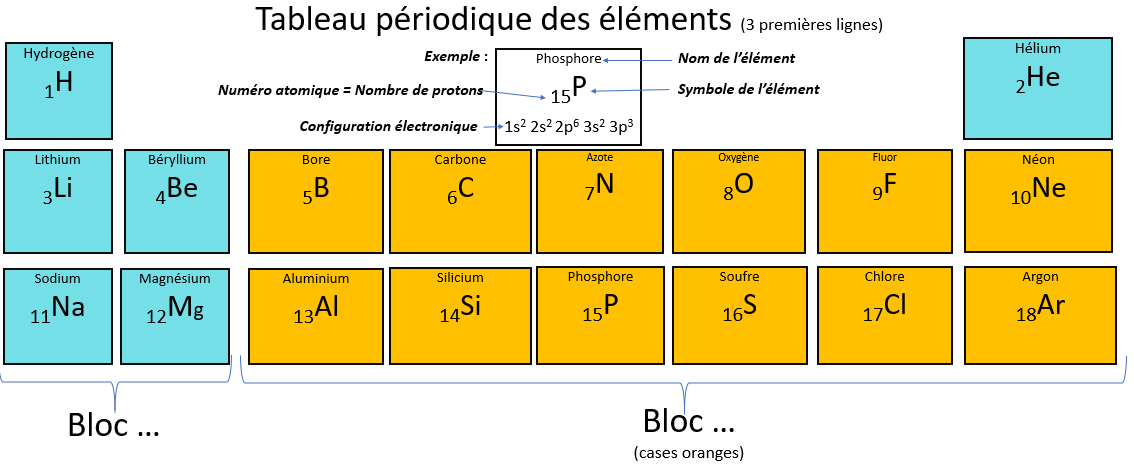 Tableau périodique des éléments (3 premières lignes)
Exemple :
Phosphore
Nom de l'élément
Numéro atomique = Nombre de protons
15P
Symbole de l'élément
Configuration électronique
1s2 2s2 2p6 3s2 3p3
Hydrogène
1H
Hélium
2He
Lithium
3Li
Béryllium
4Be
Bore
5B
Carbone
6C
Azote
7N
Oxygène
8O
Fluor
9F
Néon
10Ne
Sodium
11Na
Magnésium
12Mg
Aluminium
13Al
Silicium
14Si
Phosphore
15P
Soufre
16S
Chlore
17Cl
Argon
18Ar
Bloc ...
Bloc ...
(cases oranges)